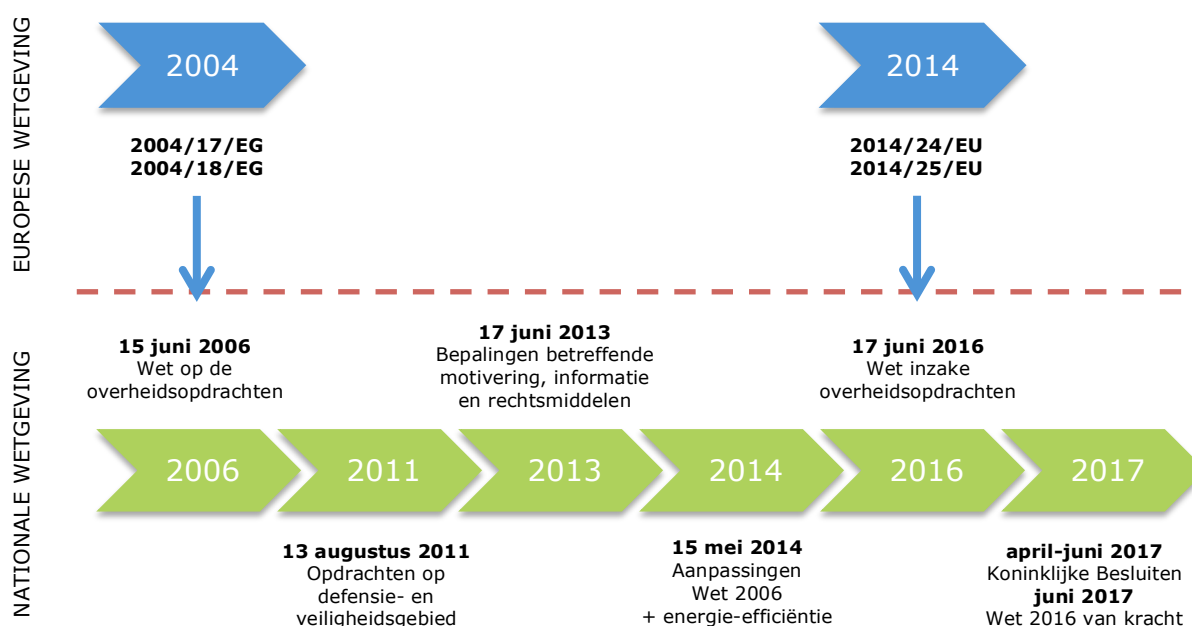 EUROPESE WETGEVING
2004
2014
2004/17/EG
2004/18/EG
2014/24/EU
2014/25/EU
NATIONALE WETGEVING
15 juni 2006
Wet op de
overheidsopdrachten
17 juni 2013
Bepalingen betreffende
motivering, informatie
en rechtsmiddelen
17 juni 2016
Wet inzake
overheidsopdrachten
2006
2011
2013
2014
2016
2017
13 augustus 2011
Opdrachten op
defensie- en
veiligheidsgebied
15 mei 2014
Aanpassingen
Wet 2006
+ energie-efficiëntie
april-juni 2017
Koninklijke Besluiten
juni 2017
Wet 2016 van kracht